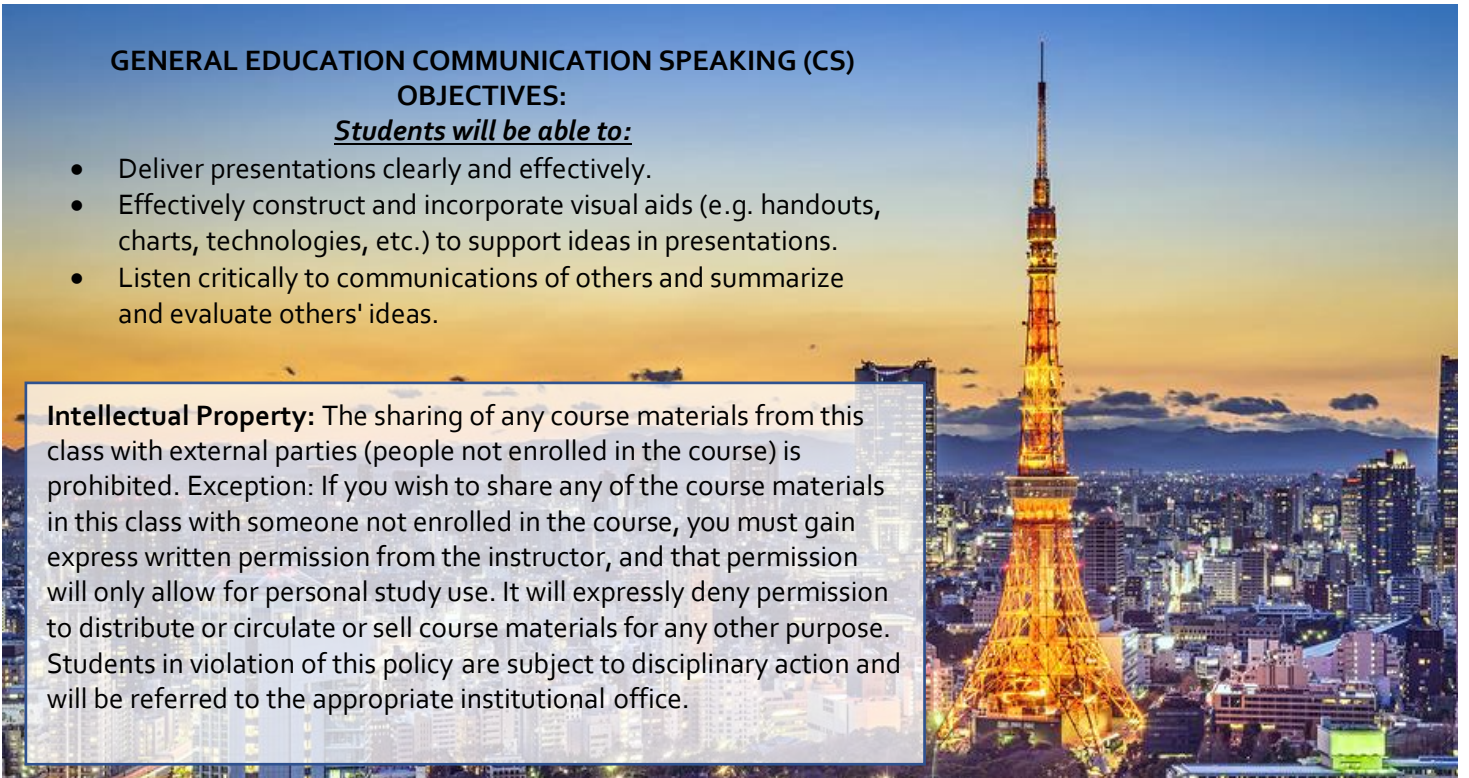 GENERAL EDUCATION COMMUNICATION SPEAKING (CS)
OBJECTIVES:
Students will be able to:
• Deliver presentations clearly and effectively.
• Effectively construct and incorporate visual aids (e.g. handouts,
charts, technologies, etc.) to support ideas in presentations.
• Listen critically to communications of others and summarize
and evaluate others' ideas.
Intellectual Property: The sharing of any course materials from this
class with external parties (people not enrolled in the course) is
prohibited. Exception: If you wish to share any of the course materials
in this class with someone not enrolled in the course, you must gain
express written permission from the instructor, and that permission
will only allow for personal study use. It will expressly deny permission
to distribute or circulate or sell course materials for any other purpose.
Students in violation of this policy are subject to disciplinary action and
will be referred to the appropriate institutional office.